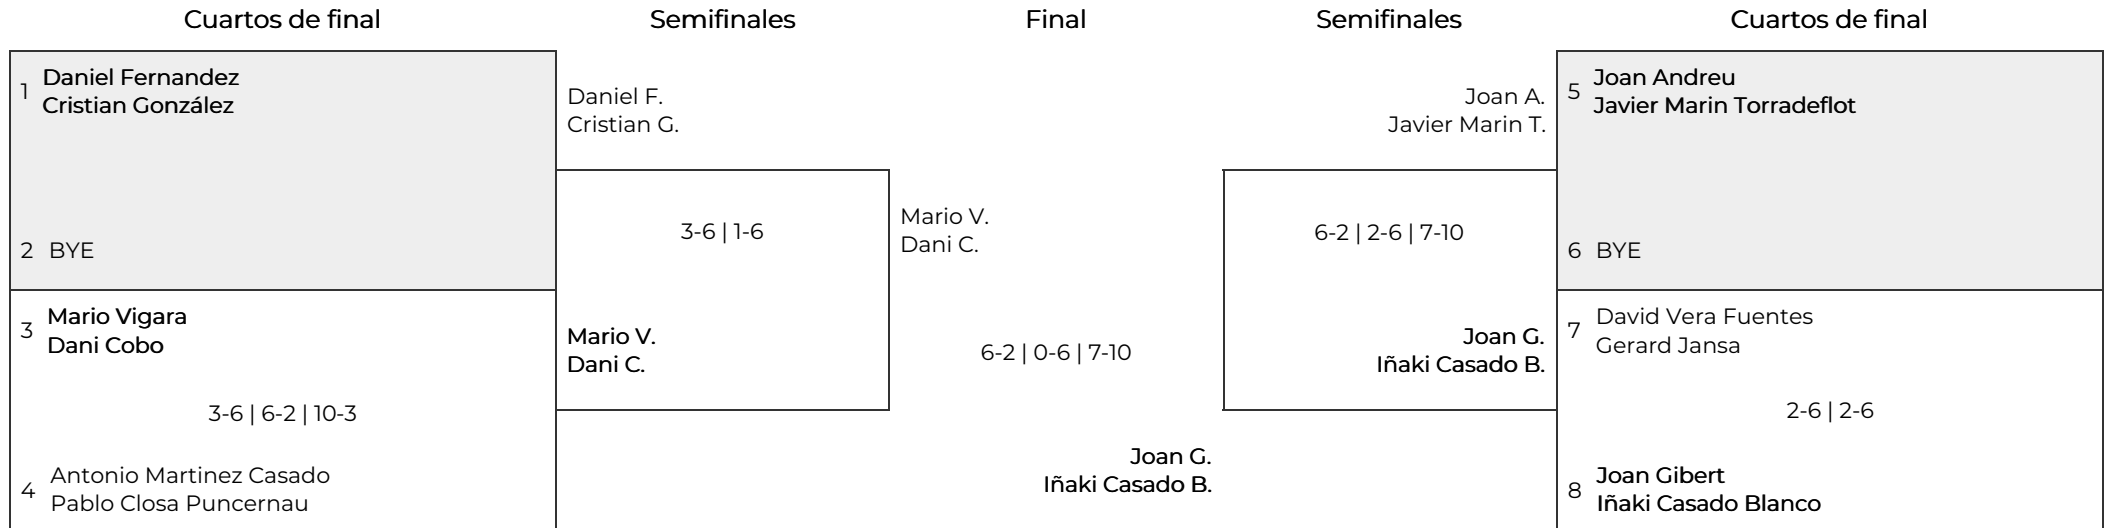 Cuartos de final
Semifinales
Final
Semifinales
Cuartos de final
1
Daniel Fernandez
Cristian González
2 BYE
3
Mario Vigara
Dani Cobo
3-6 | 6-2 | 10-3
4
Antonio Martinez Casado
Pablo Closa Puncernau
Daniel F.
Cristian G.
3-6 | 1-6
Mario V.
Dani C.
Mario V.
Dani C.
6-2 | 0-6 | 7-10
Joan G.
Iñaki Casado B.
Joan A.
Javier Marin T.
6-2 | 2-6 | 7-10
Joan G.
Iñaki Casado B.
5
Joan Andreu
Javier Marin Torradeflot
6 BYE
7
David Vera Fuentes
Gerard Jansa
2-6 | 2-6
8
Joan Gibert
Iñaki Casado Blanco